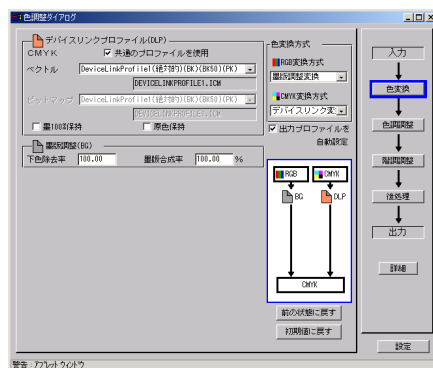 色調整ダイアログ
デバイスリンクプロファイル(DLP)
CMYK 共通のプロファイルを使用
ベクトル DeviceLinkProfile1(絶対的)(BK)(BK50)(PK)
DEVICELINKPROFILE1.ICM
ビットマップ DeviceLinkProfile1(絶対的)(BK)(BK50)(PK)
DEVICELINKPROFILE1.ICM
墨100%保持 原色保持
墨版調整(BG)
下色除去率 100.00 墨版合成率 100.00 %
色変換方式
RGB変換方式
墨版調整変換
CMYK変換方式
デバイスリンク変
出力プロファイルを
自動設定
RGB CMYK
BG DLP
CMYK
前の状態に戻す
初期値に戻す
入力
色変換
色調調整
階調調整
後処理
出力
詳細
設定
警告 : アプレット ウィンドウ